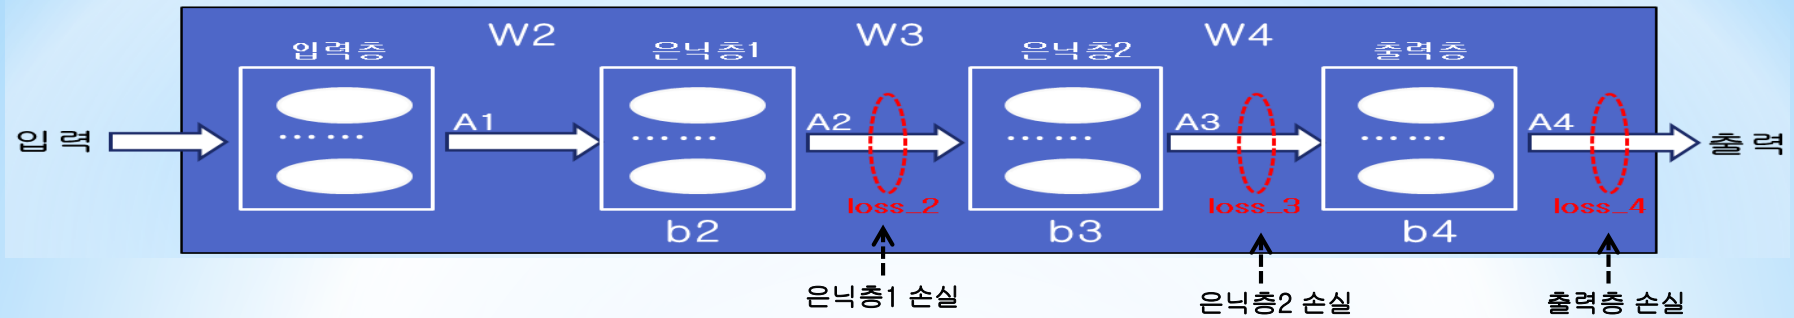 W2 W3 W4
입력층 은닉층1 은닉층2 출력층
A1 A2 A3 A4
입력 …… …… …… …… 출력
loss_2 loss_3 loss_4
b2 b3 b4
은닉층1 손실 은닉층2 손실 출력층 손실